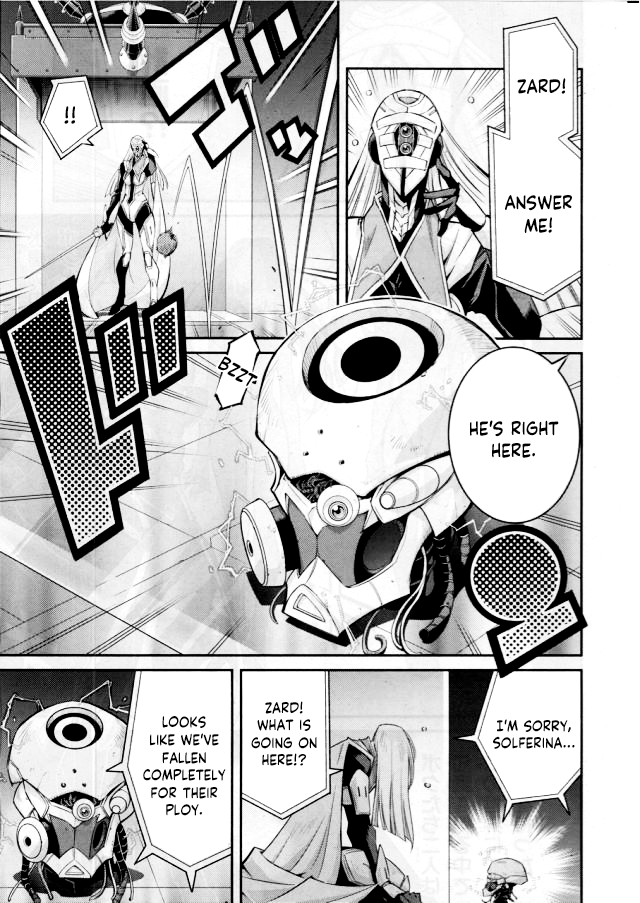 ZARD!
ANSWER
ME!
!!
HE'S RIGHT
HERE.
BZZT
I'M SORRY,
SOLFERINA...
ZARD!
WHAT IS
GOING ON
HERE!?
LOOKS
LIKE WE'VE
FALLEN
COMPLETELY
FOR THEIR
PLOY.